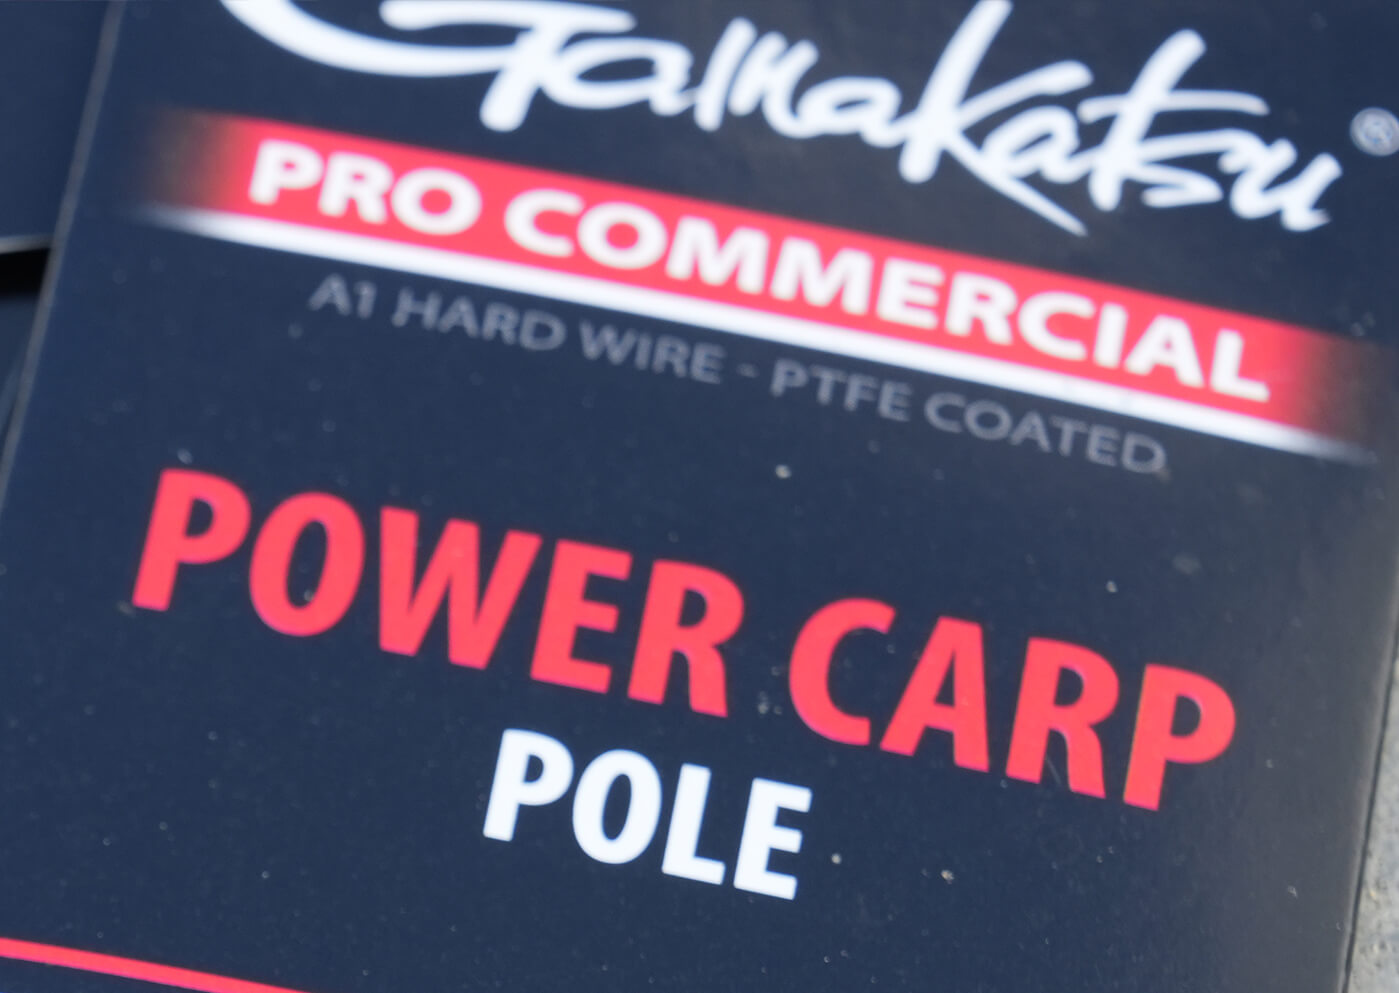 Gamakatsu®
PRO COMMERCIAL
A1 HARD WIRE - PTFE COATED
POWER CARP
POLE